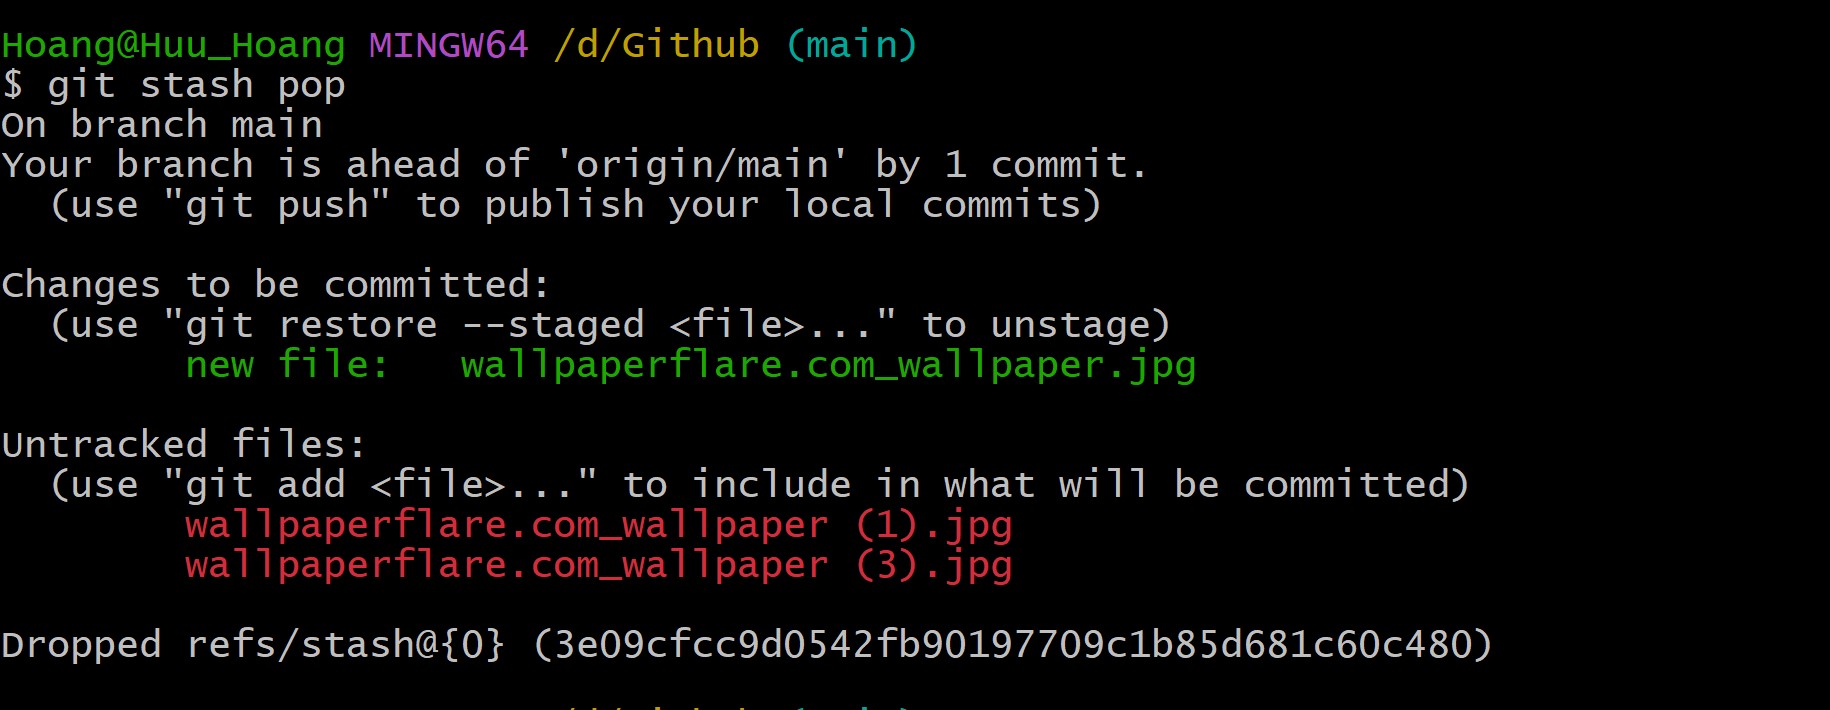 Hoang@Huu_Hoang MINGW64 /d/Github (main)
$ git stash pop
On branch main
Your branch is ahead of 'origin/main' by 1 commit.
  (use "git push" to publish your local commits)

Changes to be committed:
  (use "git restore --staged <file>..." to unstage)
        new file:   wallpaperflare.com_wallpaper.jpg

Untracked files:
  (use "git add <file>..." to include in what will be committed)
        wallpaperflare.com_wallpaper (1).jpg
        wallpaperflare.com_wallpaper (3).jpg

Dropped refs/stash@{0} (3e09cfcc9d0542fb90197709c1b85d681c60c480)